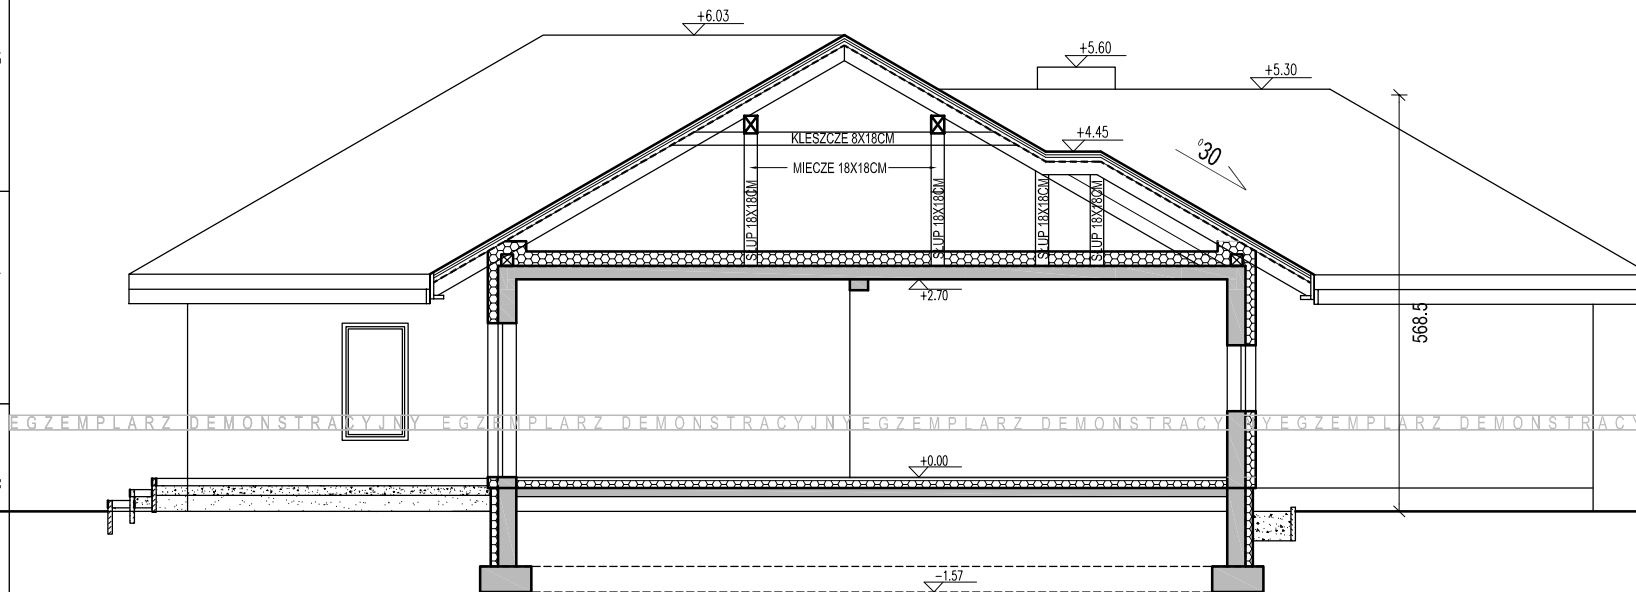 +6.03
+5.60
+5.30
+4.45
30°
KLESZCZE 8X18CM
MIECZE 18X18CM
SŁUP 18X18CM
SŁUP 18X18CM
SŁUP 18X18CM
SŁUP 18X18CM
+2.70
568.5
EGZEMPLARZ DEMONSTRACYJNY EGZEMPLARZ DEMONSTRACYJNY EGZEMPLARZ DEMONSTRACYJNY EGZEMPLARZ DEMONSTRACY
+0.00
-1.57